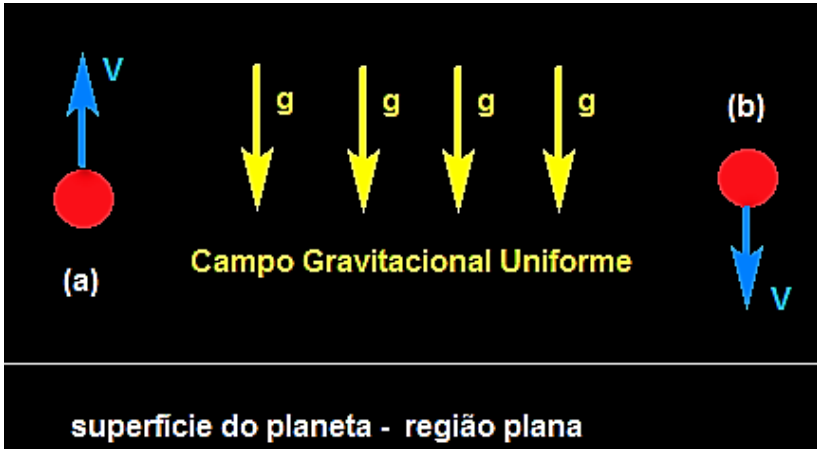 V
g g g g
(b)
Campo Gravitacional Uniforme
(a)
V
superfície do planeta - região plana